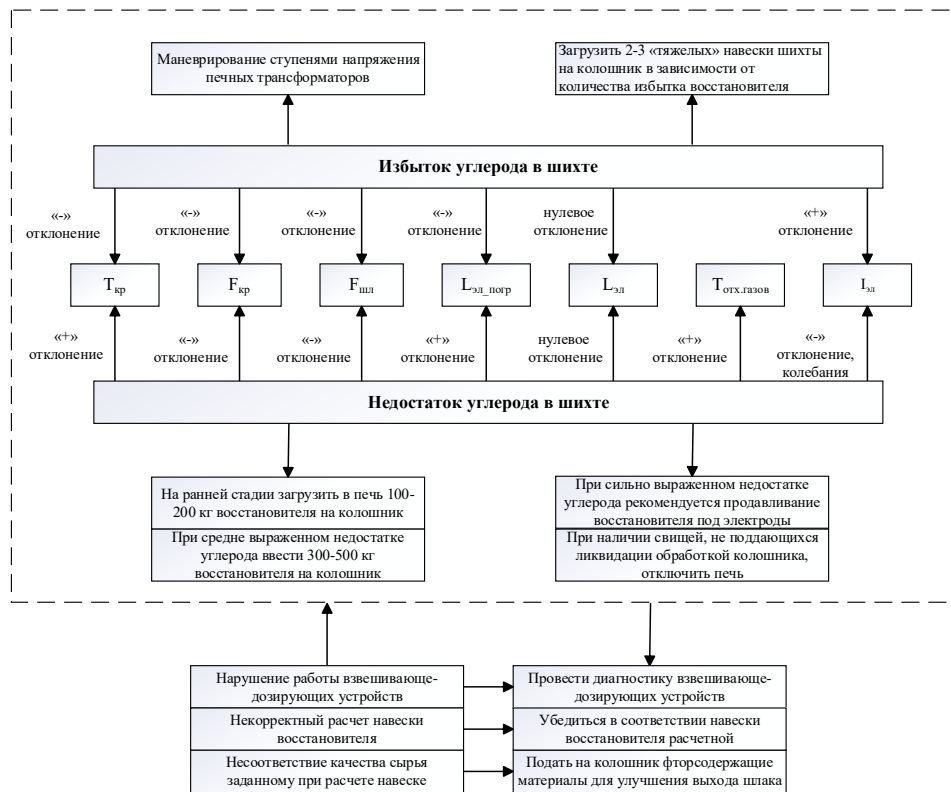 Маневрирование ступенями напряжения
печных трансформаторов
Загрузить 2-3 «тяжелых» навески шихты
на колошник в зависимости от
количества избытка восстановителя
Избыток углерода в шихте
«-»
отклонение
«-»
отклонение
«-»
отклонение
«-»
отклонение
нулевое
отклонение
«+»
отклонение
Tкр
Fкр
Fшл
Lэл_погр
Lэл
Tотх.газов
Iэл
«+»
отклонение
«-»
отклонение
«-»
отклонение
«+»
отклонение
нулевое
отклонение
«+»
отклонение
«-»
отклонение,
колебания
Недостаток углерода в шихте
На ранней стадии загрузить в печь 100-
200 кг восстановителя на колошник
При средне выраженном недостатке
углерода ввести 300-500 кг
восстановителя на колошник
При сильно выраженном недостатке
углерода рекомендуется продавливание
восстановителя под электроды
При наличии свищей, не поддающихся
ликвидации обработкой колошника,
отключить печь
Нарушение работы взвешивающе-
дозирующих устройств
Провести диагностику взвешивающе-
дозирующих устройств
Некорректный расчет навески
восстановителя
Убедиться в соответствии навески
восстановителя расчетной
Несоответствие качества сырья
заданному при расчете навеске
Подать на колошник фторсодержащие
материалы для улучшения выхода шлака